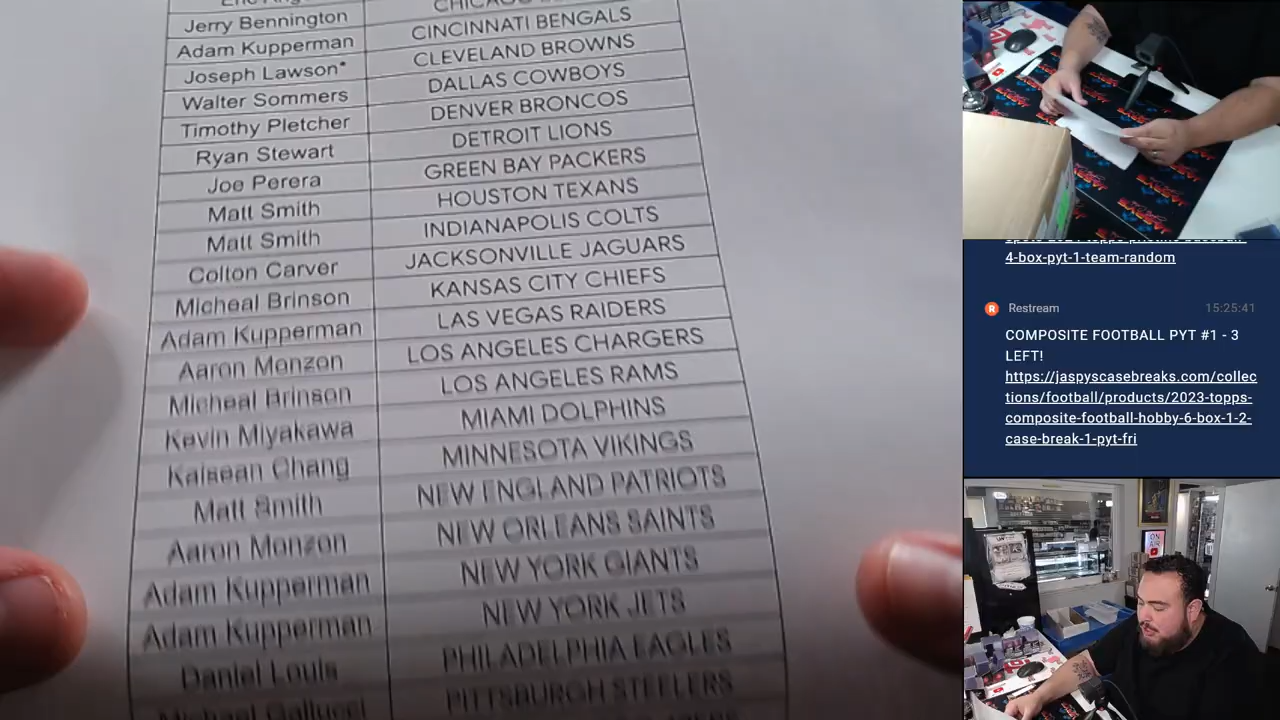 Jerry Bennington CHICAGO
Adam Kupperman CINCINNATI BENGALS
Joseph Lawson* CLEVELAND BROWNS
Walter Sommers DALLAS COWBOYS
Timothy Pletcher DENVER BRONCOS
Ryan Stewart DETROIT LIONS
Joe Perera GREEN BAY PACKERS
Matt Smith HOUSTON TEXANS
Matt Smith INDIANAPOLIS COLTS
Colton Carver JACKSONVILLE JAGUARS
Micheal Brinson KANSAS CITY CHIEFS
Adam Kupperman LAS VEGAS RAIDERS
Aaron Monzon LOS ANGELES CHARGERS
Micheal Brinson LOS ANGELES RAMS
Kevin Miyakawa MIAMI DOLPHINS
Kaisean Chang MINNESOTA VIKINGS
Matt Smith NEW ENGLAND PATRIOTS
Aaron Monzon NEW ORLEANS SAINTS
Adam Kupperman NEW YORK GIANTS
Adam Kupperman NEW YORK JETS
Daniel Louis PHILADELPHIA EAGLES
Michael Gallucci PITTSBURGH STEELERS
4-box-pyt-1-team-random
Restream 15:25:41
COMPOSITE FOOTBALL PYT #1 - 3
LEFT!
https://jaspyscasebreaks.com/collec
tions/football/products/2023-topps-
composite-football-hobby-6-box-1-2-
case-break-1-pyt-fri
ON
AIR